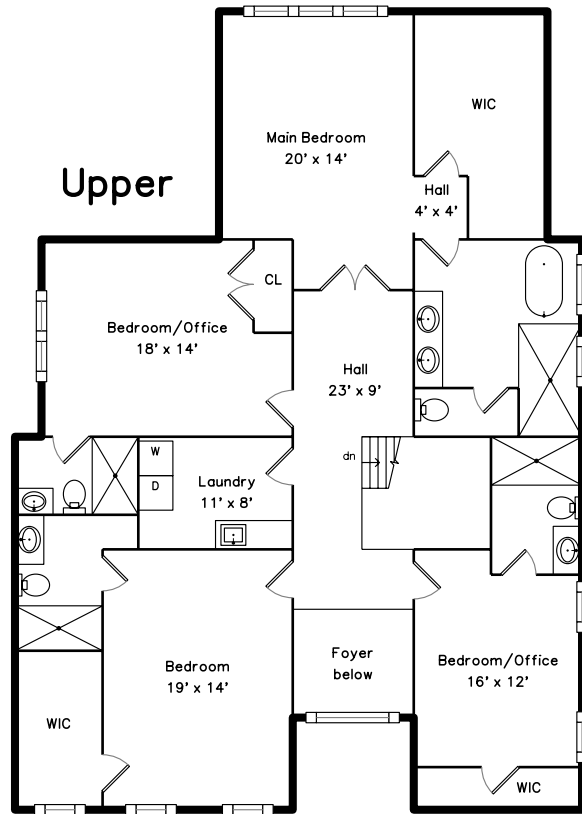 WIC
Main Bedroom
20' x 14'
Upper
Hall
4' x 4'
CL
Bedroom/Office
18' x 14'
Hall
23' x 9'
W
dn
Laundry
11' x 8'
D
Foyer
below
Bedroom
19' x 14'
Bedroom/Office
16' x 12'
WIC
WIC